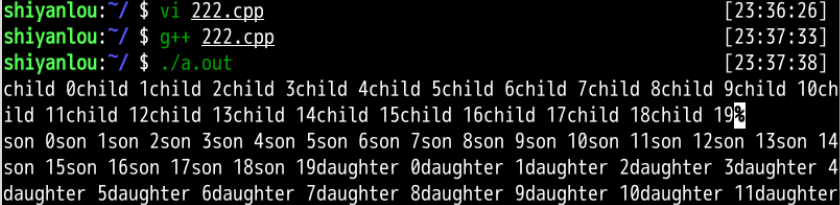 shiyanlou:~/ $ vi 222.cpp [23:36:26]
shiyanlou:~/ $ g++ 222.cpp [23:37:33]
shiyanlou:~/ $ ./a.out [23:37:38]
child 0child 1child 2child 3child 4child 5child 6child 7child 8child 9child 10ch
ild 11child 12child 13child 14child 15child 16child 17child 18child 19%
son 0son 1son 2son 3son 4son 5son 6son 7son 8son 9son 10son 11son 12son 13son 14
son 15son 16son 17son 18son 19daughter 0daughter 1daughter 2daughter 3daughter 4
daughter 5daughter 6daughter 7daughter 8daughter 9daughter 10daughter 11daughter